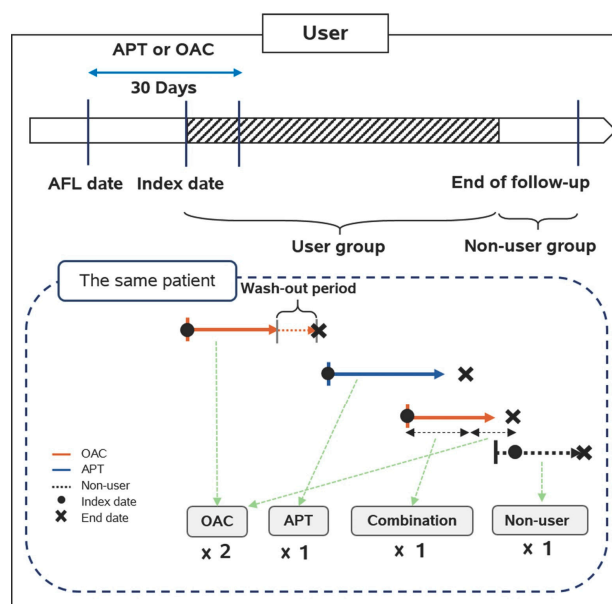 User
APT or OAC
30 Days
AFL date
Index date
End of follow-up
User group
Non-user group
The same patient
Wash-out period
OAC
APT
Non-user
Index date
End date
OAC
APT
Combination
Non-user
x 2
x 1
x 1
x 1